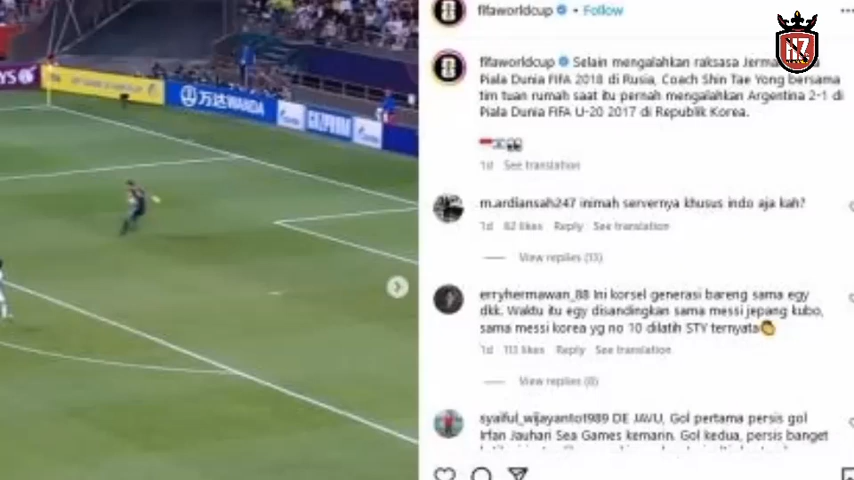 fifaworldcup • Follow
fifaworldcup Selain mengalahkan raksasa
Piala Dunia FIFA 2018 di Rusia, Coach Shin Tae Yong bersama
tim tuan rumah saat itu pernah mengalahkan Argentina 2-1 di
Piala Dunia FIFA U-20 2017 di Republik Korea.
1d See translation
m.ardiansah247 inimah servernya khusus indo aja kah?
1d 62 likes Reply See translation
View replies (13)
erryhermawan_88 Ini korsel generasi bareng sama egy
dkk. Waktu itu egy disandingkan sama messi jepang kubo,
sama messi korea yg no 10 dilatih STY ternyata
1d 113 likes Reply See translation
View replies (8)
syaiful_wijayanto1989 DE JAVU, Gol pertama persis gol
Irfan Jauhari Sea Games kemarin. Gol kedua, persis banget
万达WANDA
GAZPROM